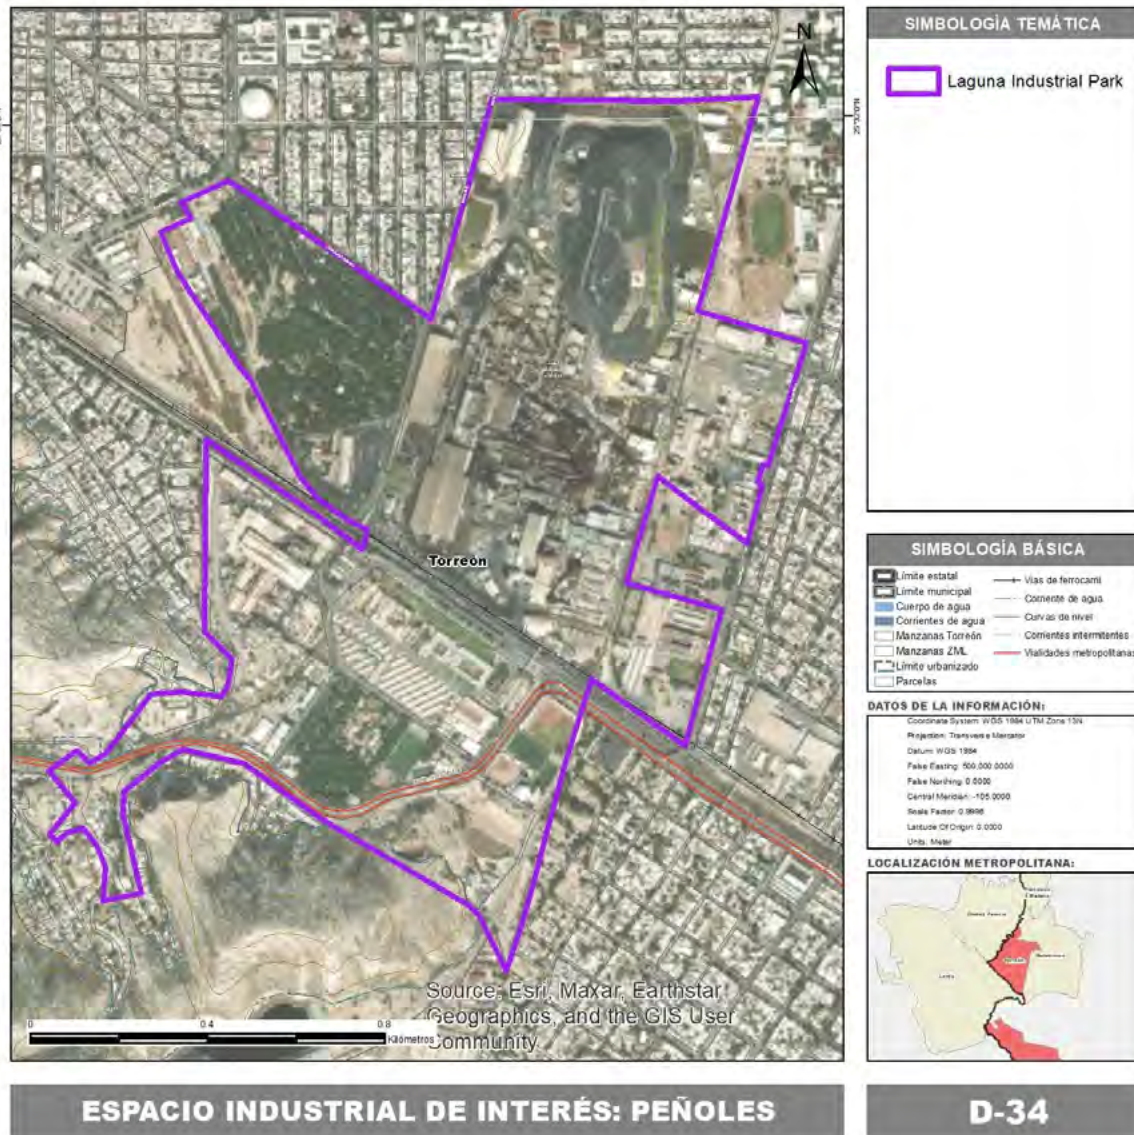 SIMBOLOGÌA TEMÁTICA
Laguna Industrial Park
N
Torreón
Source: Esri, Maxar, Earthstar
Geographics, and the GIS User
Community
0 0.4 0.8
Kilómetros
SIMBOLOGÌA BÁSICA
Límite estatal
Límite municipal
Cuerpo de agua
Corrientes de agua
Manzanas Torreón
Manzanas ZML
Límite urbanizado
Parcelas
Vías de ferrocarril
Corriente de agua
Curvas de nivel
Corrientes intermitentes
Vialidades metropolitanas
DATOS DE LA INFORMACIÓN:
Coordinate System: WGS 1984 UTM Zone 13N
Projection: Transverse Mercator
Datum: WGS 1984
False Easting: 500,000.0000
False Northing: 0.0000
Central Meridian: -105.0000
Scale Factor: 0.9996
Latitude Of Origin: 0.0000
Units: Meter
LOCALIZACIÓN METROPOLITANA:
Lerdo
ESPACIO INDUSTRIAL DE INTERÉS: PEÑOLES
D-34